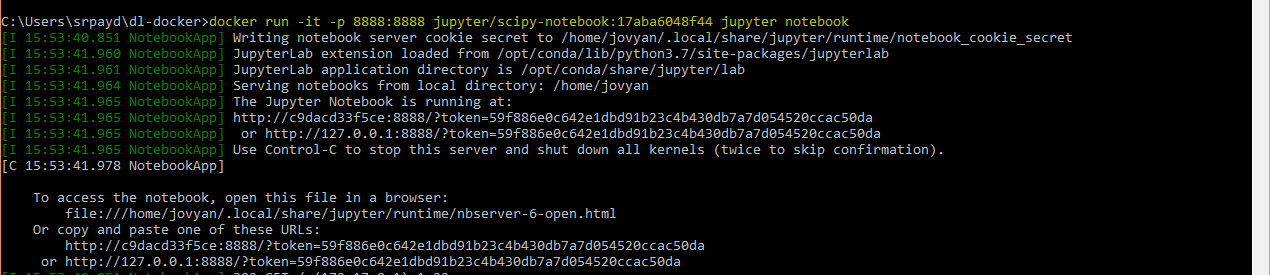 C:\Users\srpayd\dl-docker>docker run -it -p 8888:8888 jupyter/scipy-notebook:17aba6048f44 jupyter notebook
[I 15:53:40.851 NotebookApp] Writing notebook server cookie secret to /home/jovyan/.local/share/jupyter/runtime/notebook_cookie_secret
[I 15:53:41.960 NotebookApp] JupyterLab extension loaded from /opt/conda/lib/python3.7/site-packages/jupyterlab
[I 15:53:41.961 NotebookApp] JupyterLab application directory is /opt/conda/share/jupyter/lab
[I 15:53:41.964 NotebookApp] Serving notebooks from local directory: /home/jovyan
[I 15:53:41.965 NotebookApp] The Jupyter Notebook is running at:
[I 15:53:41.965 NotebookApp] http://c9dacd33f5ce:8888/?token=59f886e0c642e1dbd91b23c4b430db7a7d054520ccac50da
[I 15:53:41.965 NotebookApp]  or http://127.0.0.1:8888/?token=59f886e0c642e1dbd91b23c4b430db7a7d054520ccac50da
[I 15:53:41.965 NotebookApp] Use Control-C to stop this server and shut down all kernels (twice to skip confirmation).
[C 15:53:41.978 NotebookApp]
To access the notebook, open this file in a browser:
file:///home/jovyan/.local/share/jupyter/runtime/nbserver-6-open.html
Or copy and paste one of these URLs:
http://c9dacd33f5ce:8888/?token=59f886e0c642e1dbd91b23c4b430db7a7d054520ccac50da
or http://127.0.0.1:8888/?token=59f886e0c642e1dbd91b23c4b430db7a7d054520ccac50da